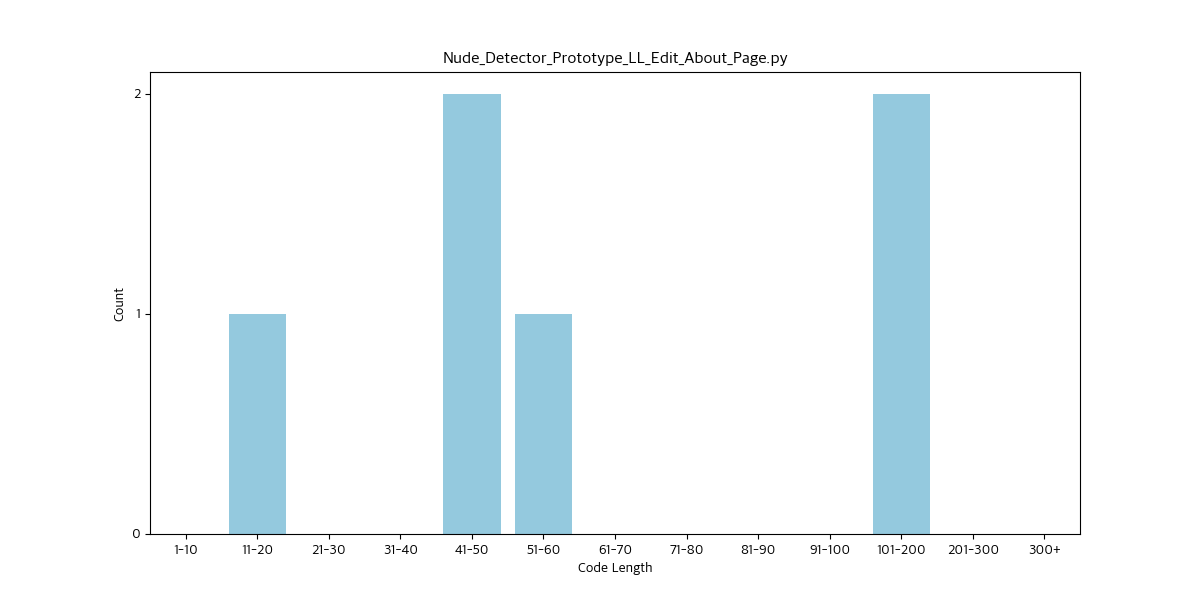 Nude_Detector_Prototype_LL_Edit_About_Page.py
Count
2
1
0
1-10 11-20 21-30 31-40 41-50 51-60 61-70 71-80 81-90 91-100 101-200 201-300 300+
Code Length